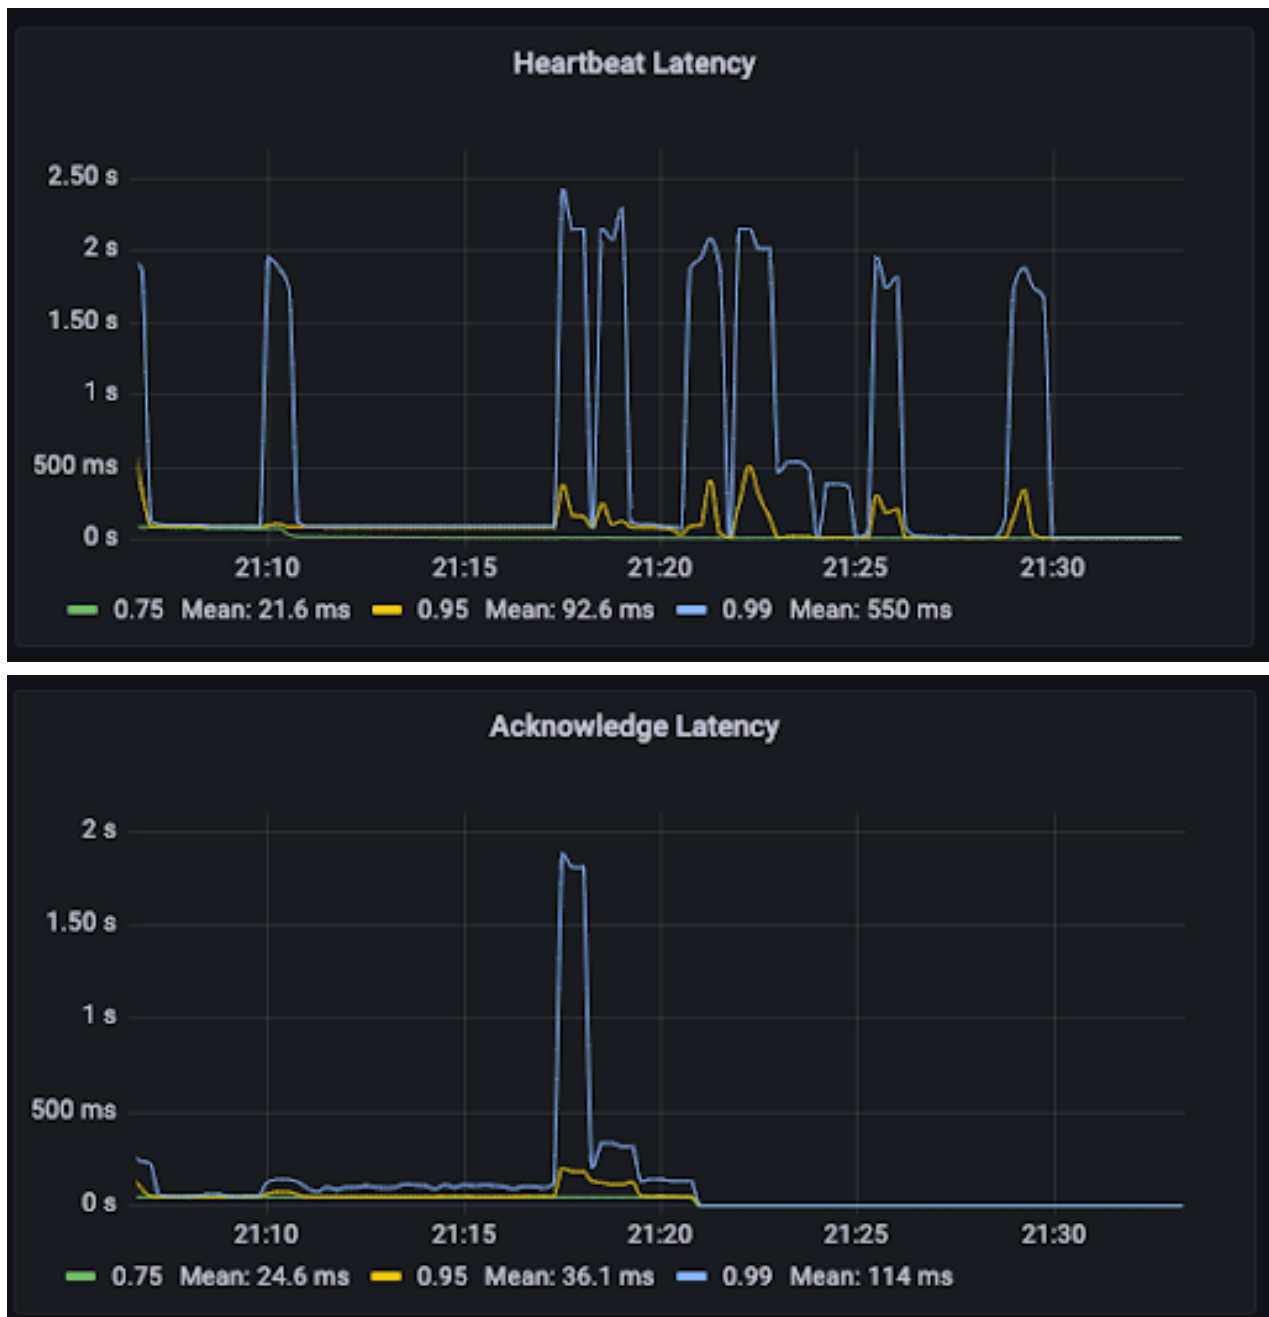 Heartbeat Latency
2.50 s
2 s
1.50 s
1 s
500 ms
0 s
21:10 21:15 21:20 21:25 21:30
0.75 Mean: 21.6 ms 0.95 Mean: 92.6 ms 0.99 Mean: 550 ms
Acknowledge Latency
2 s
1.50 s
1 s
500 ms
0 s
21:10 21:15 21:20 21:25 21:30
0.75 Mean: 24.6 ms 0.95 Mean: 36.1 ms 0.99 Mean: 114 ms